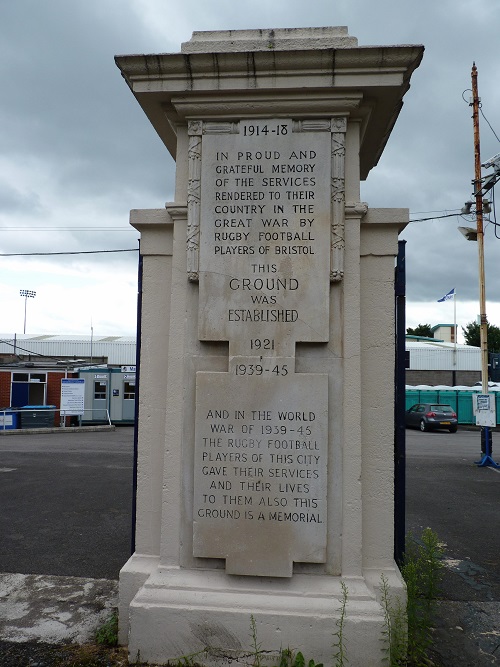 1914-18
IN PROUD AND
GRATEFUL MEMORY
OF THE SERVICES
RENDERED TO THEIR
COUNTRY IN THE
GREAT WAR BY
RUGBY FOOTBALL
PLAYERS OF BRISTOL
THIS
GROUND
WAS
ESTABLISHED
1921
1939-45
AND IN THE WORLD
WAR OF 1939-45
THE RUGBY FOOTBALL
PLAYERS OF THIS CITY
GAVE THEIR SERVICES
AND THEIR LIVES
TO THEM ALSO THIS
GROUND IS A MEMORIAL